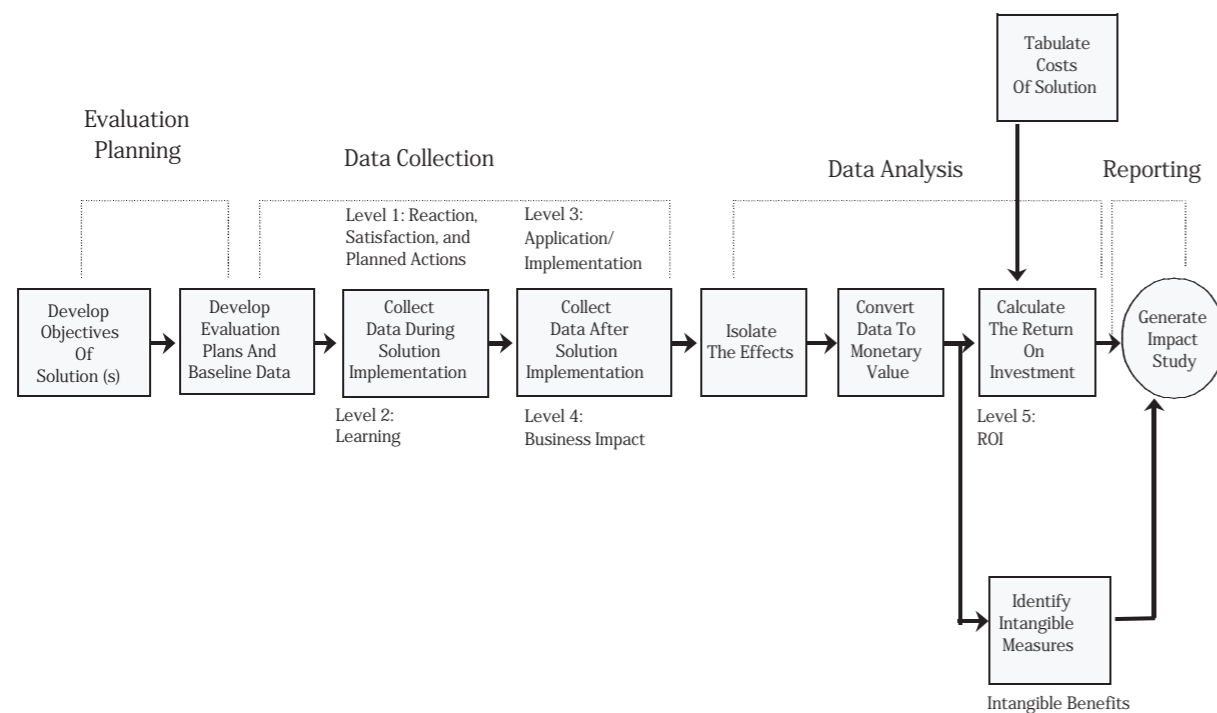 Tabulate
Costs
Of Solution
Evaluation
Planning
Data Collection
Data Analysis
Reporting
Level 1: Reaction,
Satisfaction, and
Planned Actions
Level 3:
Application/
Implementation
Develop
Objectives
Of
Solution (s)
Develop
Evaluation
Plans And
Baseline Data
Collect
Data During
Solution
Implementation
Collect
Data After
Solution
Implementation
Isolate
The Effects
Convert
Data To
Monetary
Value
Calculate
The Return
On
Investment
Generate
Impact
Study
Level 2:
Learning
Level 4:
Business Impact
Level 5:
ROI
Identify
Intangible
Measures
Intangible Benefits